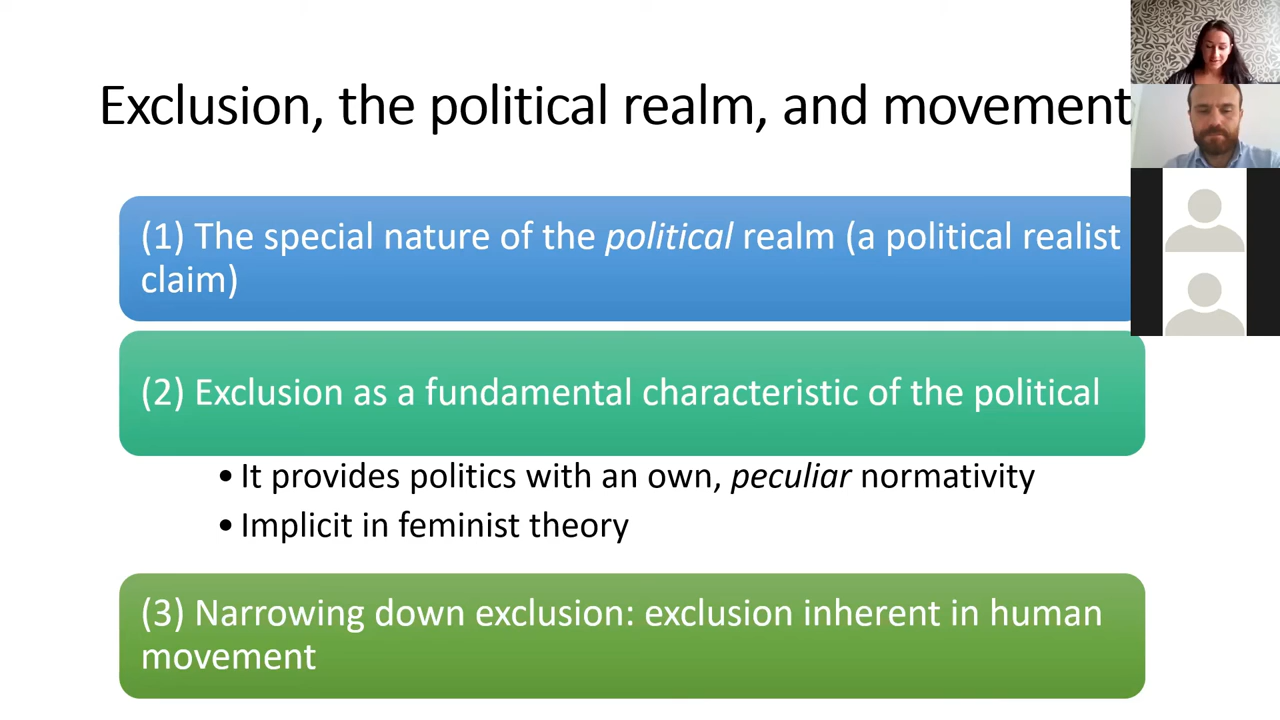 Exclusion, the political realm, and movement
(1) The special nature of the political realm (a political realist
claim)
(2) Exclusion as a fundamental characteristic of the political
• It provides politics with an own, peculiar normativity
• Implicit in feminist theory
(3) Narrowing down exclusion: exclusion inherent in human
movement